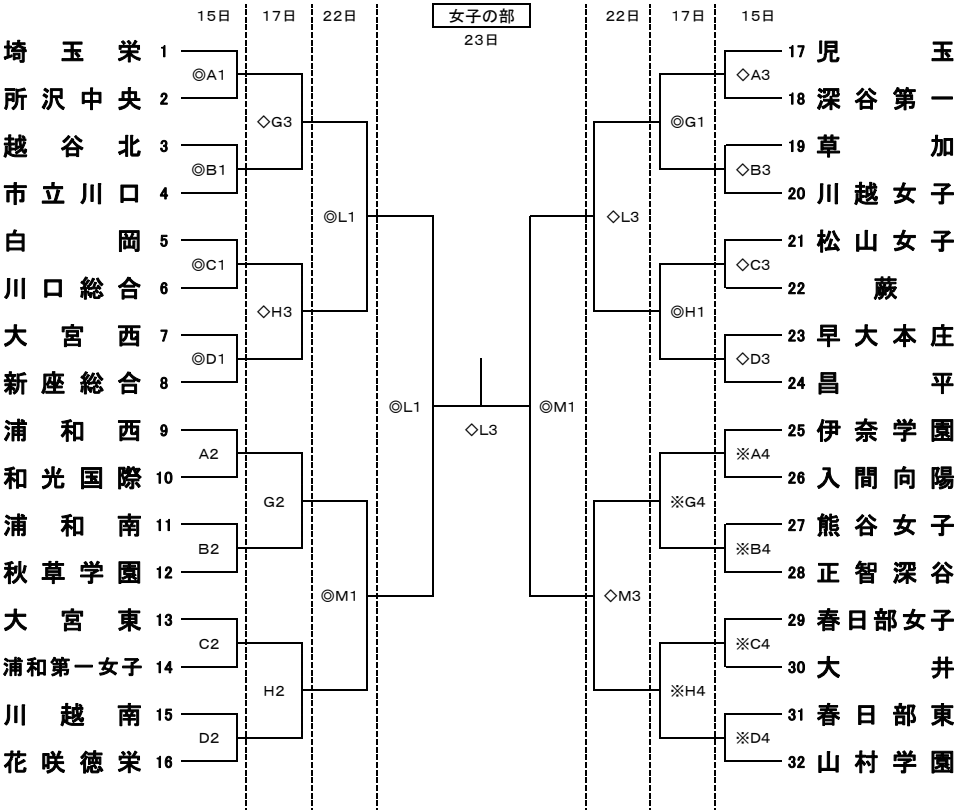 15日 17日 22日 女子の部 22日 17日 15日
23日
埼玉栄 1 17 児玉
◎A1 ◇A3
所沢中央 2 18 深谷第一
◇G3 ◎G1
越谷北 3 19 草加
◎B1 ◇B3
市立川口 4 20 川越女子
◎L1 ◇L3
白岡 5 21 松山女子
◎C1 ◇C3
川口総合 6 22 蕨
◇H3 ◎H1
大宮西 7 23 早大本庄
◎D1 ◇D3
新座総合 8 24 昌平
◎L1 ◎M1
◇L3
浦和西 9 25 伊奈学園
A2 ※A4
和光国際 10 26 入間向陽
G2 ※G4
浦和南 11 27 熊谷女子
B2 ※B4
秋草学園 12 28 正智深谷
◎M1 ◇M3
大宮東 13 29 春日部女子
C2 ※C4
浦和第一女子 14 30 大井
H2 ※H4
川越南 15 31 春日部東
D2 ※D4
花咲徳栄 16 32 山村学園